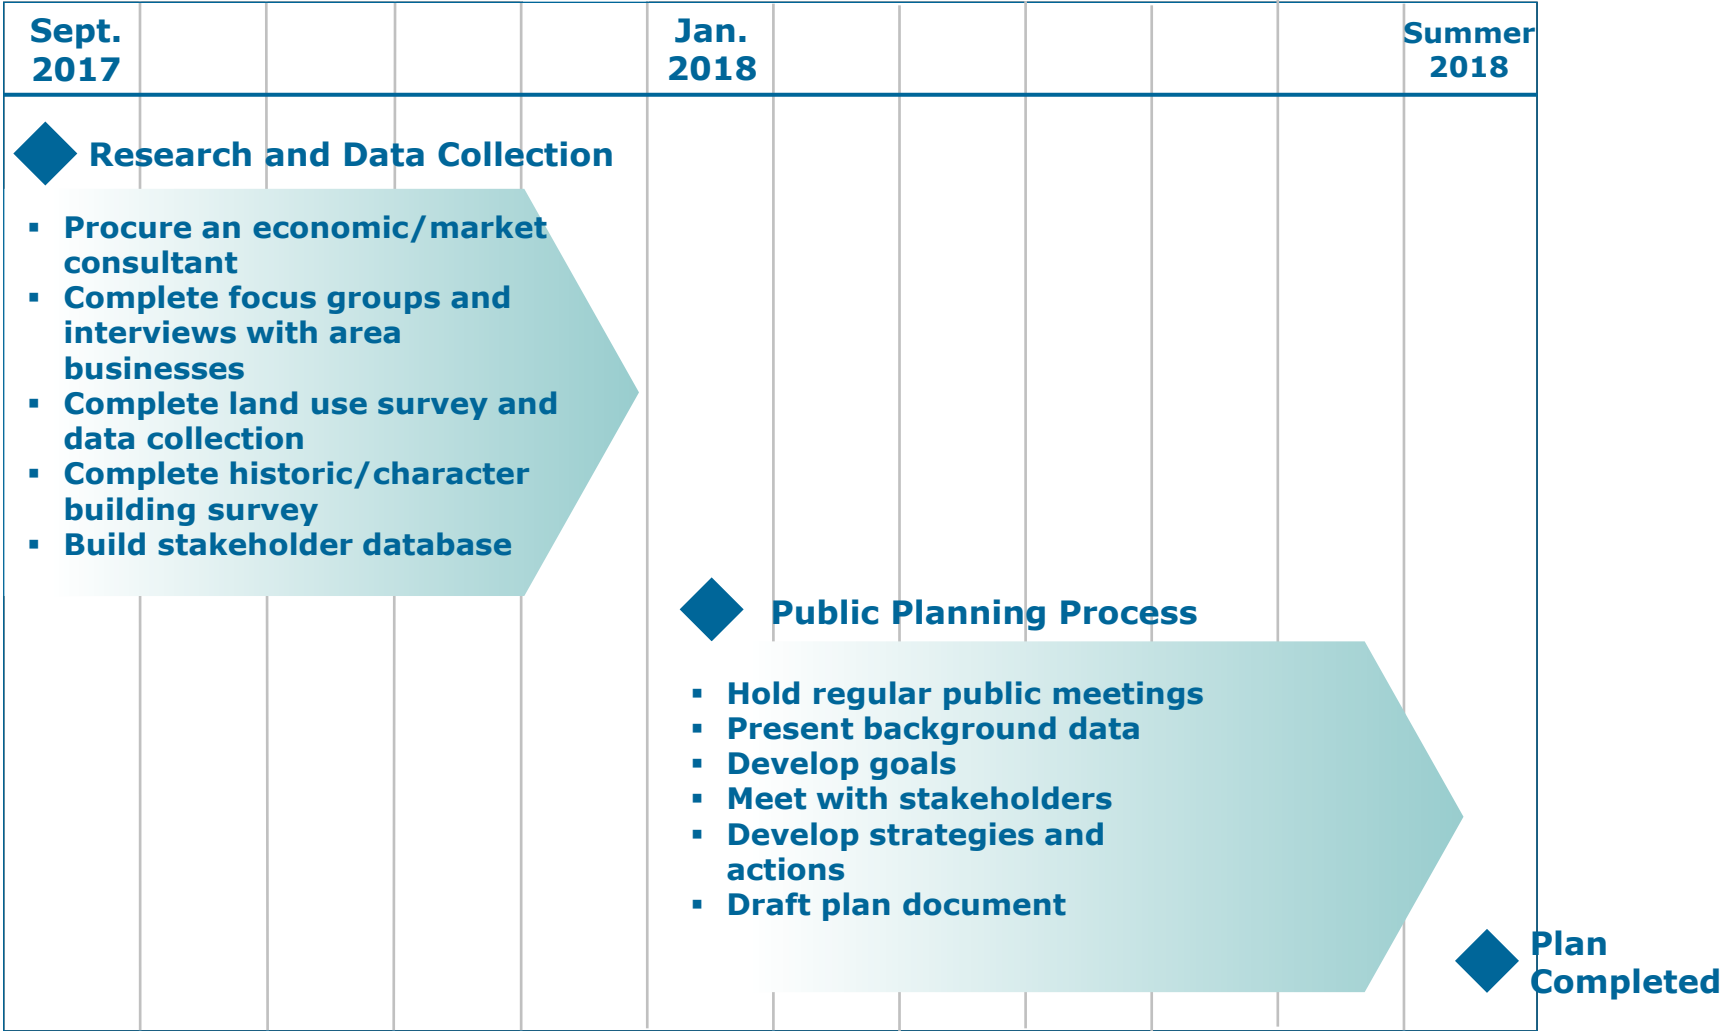 Sept.
2017
Jan.
2018
Summer
2018
Research and Data Collection
▪ Procure an economic/market
consultant
▪ Complete focus groups and
interviews with area
businesses
▪ Complete land use survey and
data collection
▪ Complete historic/character
building survey
▪ Build stakeholder database
Public Planning Process
▪ Hold regular public meetings
▪ Present background data
▪ Develop goals
▪ Meet with stakeholders
▪ Develop strategies and
actions
▪ Draft plan document
Plan
Completed